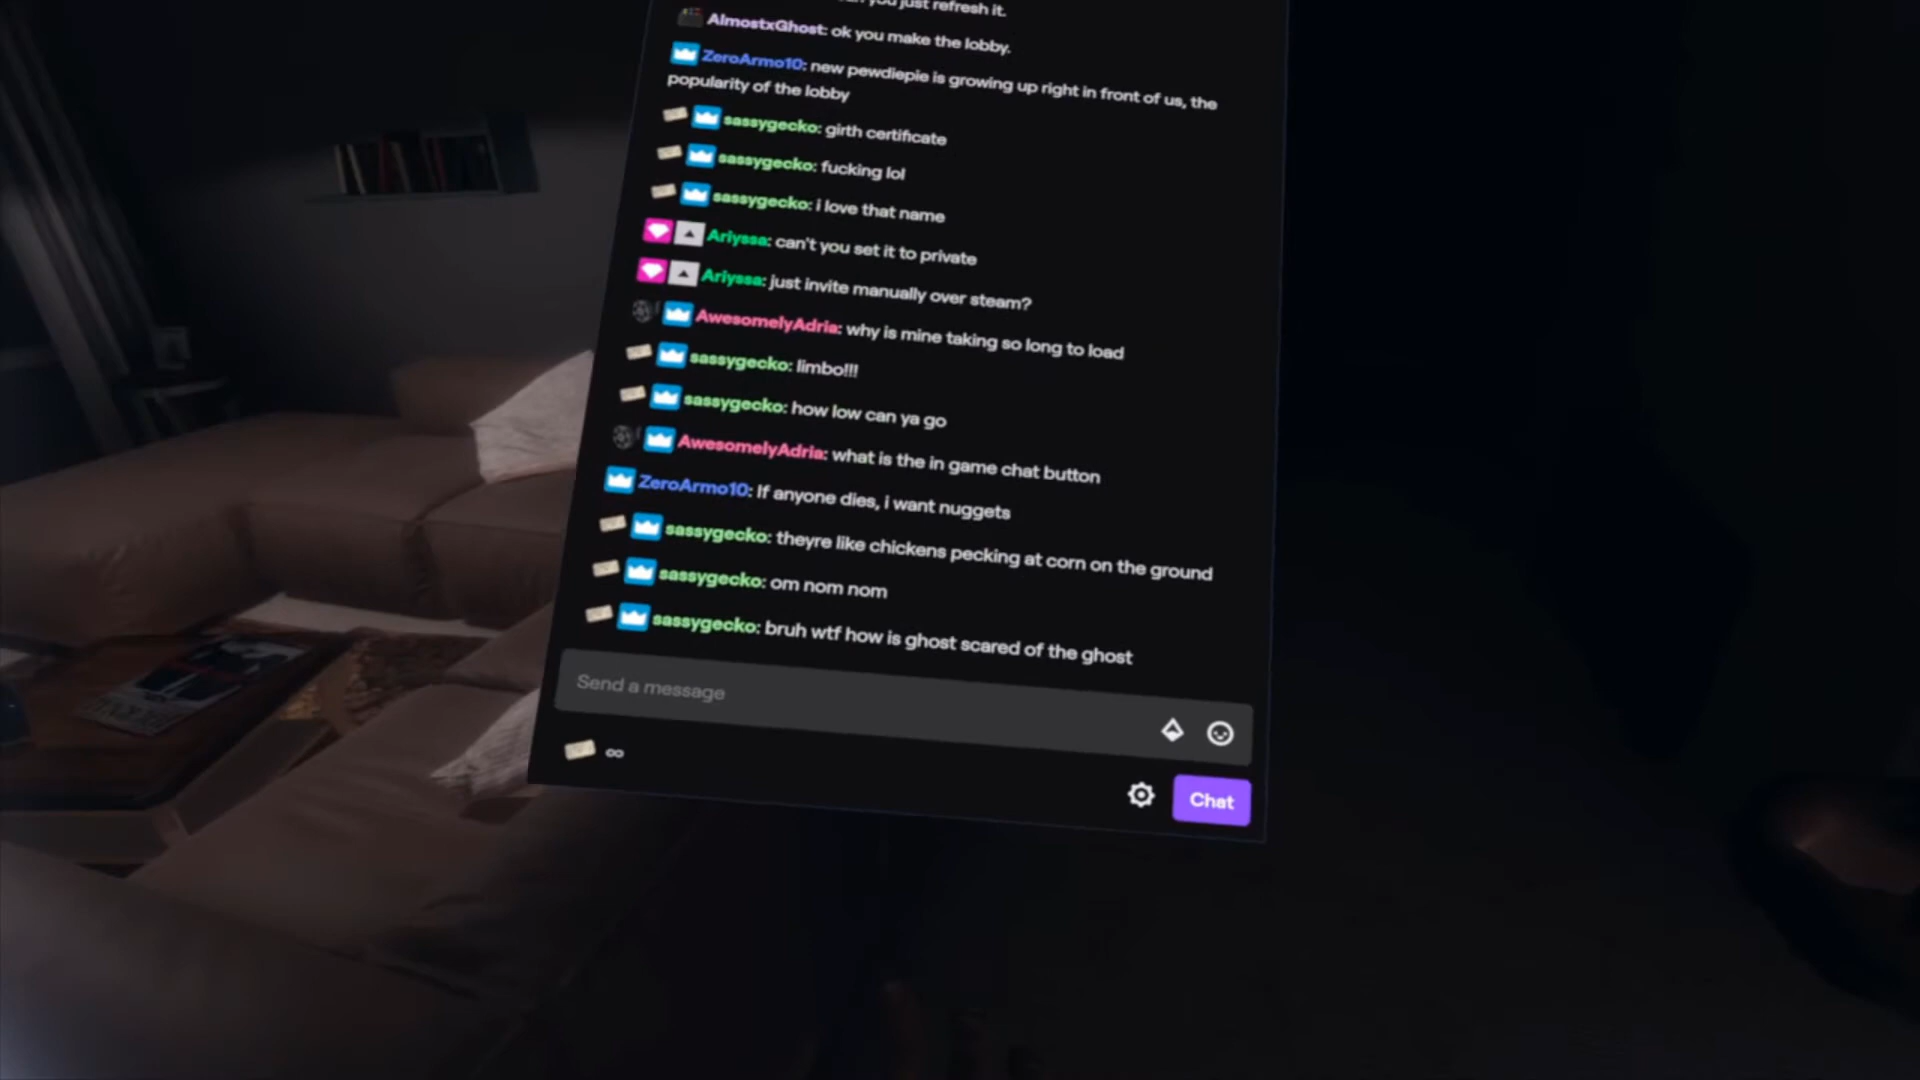 you just refresh it.
AlmostxGhost: ok you make the lobby.
ZeroArmo10: new pewdiepie is growing up right in front of us, the
popularity of the lobby
sassygecko: girth certificate
sassygecko: fucking lol
sassygecko: i love that name
Ariyssa: can't you set it to private
Ariyssa: just invite manually over steam?
AwesomelyAdria: why is mine taking so long to load
sassygecko: limbo!!!
sassygecko: how low can ya go
AwesomelyAdria: what is the in game chat button
ZeroArmo10: If anyone dies, i want nuggets
sassygecko: theyre like chickens pecking at corn on the ground
sassygecko: om nom nom
sassygecko: bruh wtf how is ghost scared of the ghost
Send a message
∞
Chat